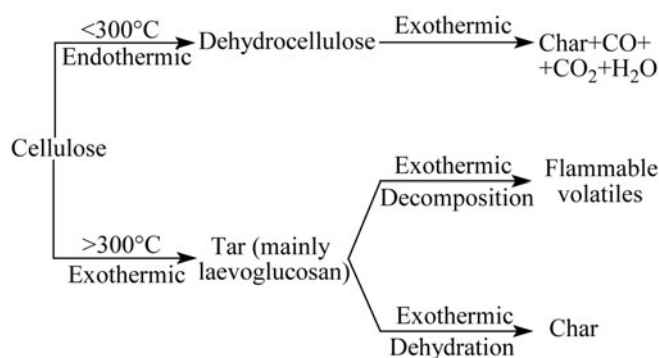 <300°C
Endothermic
Dehydrocellulose
Exothermic
Char+CO+
+CO₂+H₂O
Cellulose
>300°C
Exothermic
Tar (mainly
laevoglucosan)
Exothermic
Decomposition
Flammable
volatiles
Exothermic
Dehydration
Char